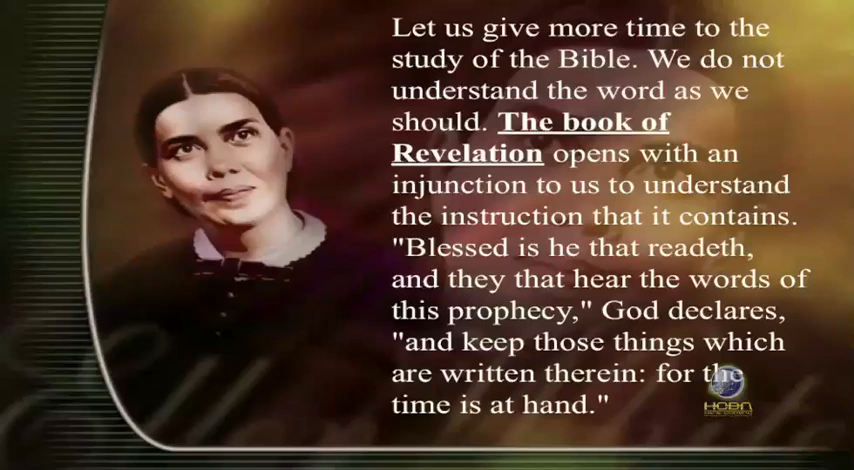 Let us give more time to the
study of the Bible. We do not
understand the word as we
should. The book of
Revelation opens with an
injunction to us to understand
the instruction that it contains.
"Blessed is he that readeth,
and they that hear the words of
this prophecy," God declares,
"and keep those things which
are written therein: for the
time is at hand."
HCBN